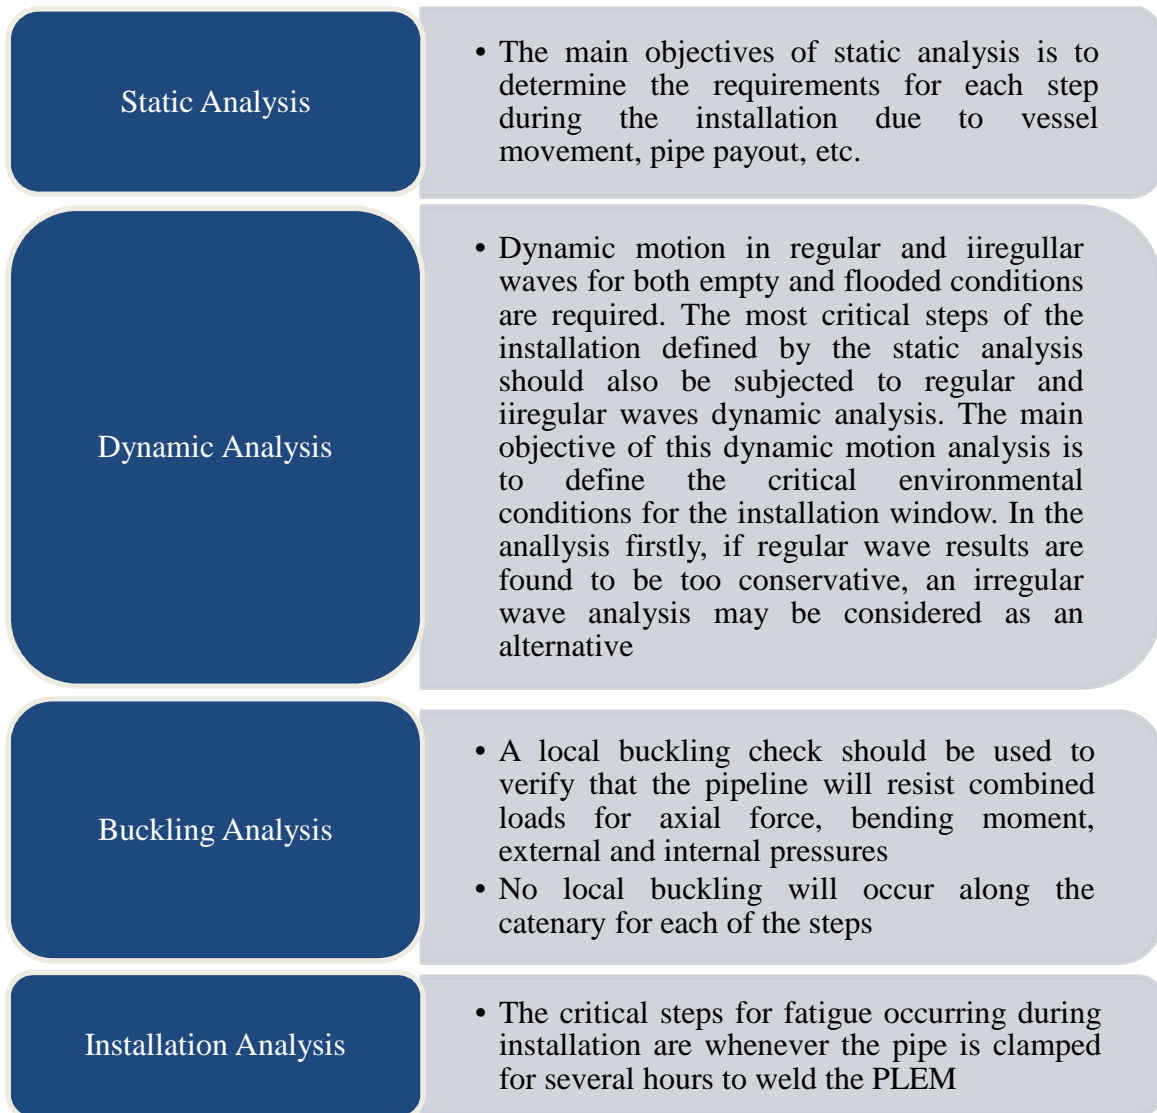 Static Analysis
• The main objectives of static analysis is to
determine the requirements for each step
during the installation due to vessel
movement, pipe payout, etc.
Dynamic Analysis
• Dynamic motion in regular and iiregullar
waves for both empty and flooded conditions
are required. The most critical steps of the
installation defined by the static analysis
should also be subjected to regular and
iiregular waves dynamic analysis. The main
objective of this dynamic motion analysis is
to define the critical environmental
conditions for the installation window. In the
anallysis firstly, if regular wave results are
found to be too conservative, an irregular
wave analysis may be considered as an
alternative
Buckling Analysis
• A local buckling check should be used to
verify that the pipeline will resist combined
loads for axial force, bending moment,
external and internal pressures
• No local buckling will occur along the
catenary for each of the steps
Installation Analysis
• The critical steps for fatigue occurring during
installation are whenever the pipe is clamped
for several hours to weld the PLEM